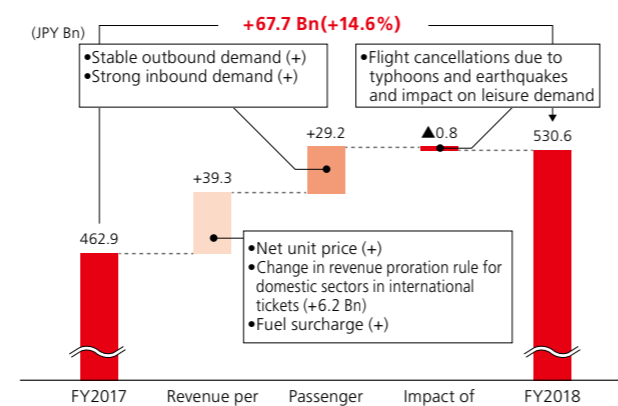 +67.7 Bn(+14.6%)
(JPY Bn)
•Stable outbound demand (+)
•Strong inbound demand (+)
•Flight cancellations due to
typhoons and earthquakes
and impact on leisure demand
+29.2
▲0.8
530.6
+39.3
462.9
•Net unit price (+)
•Change in revenue proration rule for
domestic sectors in international
tickets (+6.2 Bn)
•Fuel surcharge (+)
FY2017 Revenue per Passenger Impact of FY2018